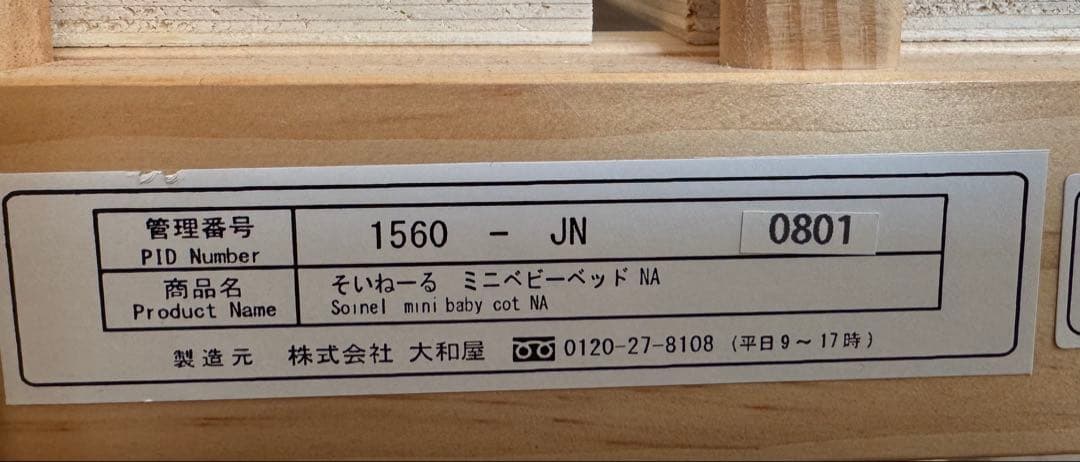 管理番号 1560 - JN 0801
PID Number
商品名 そいねーる ミニベビーベッド NA
Product Name Soinel mini baby cot NA
製造元 株式会社 大和屋 0120-27-8108 (平日9～17時)